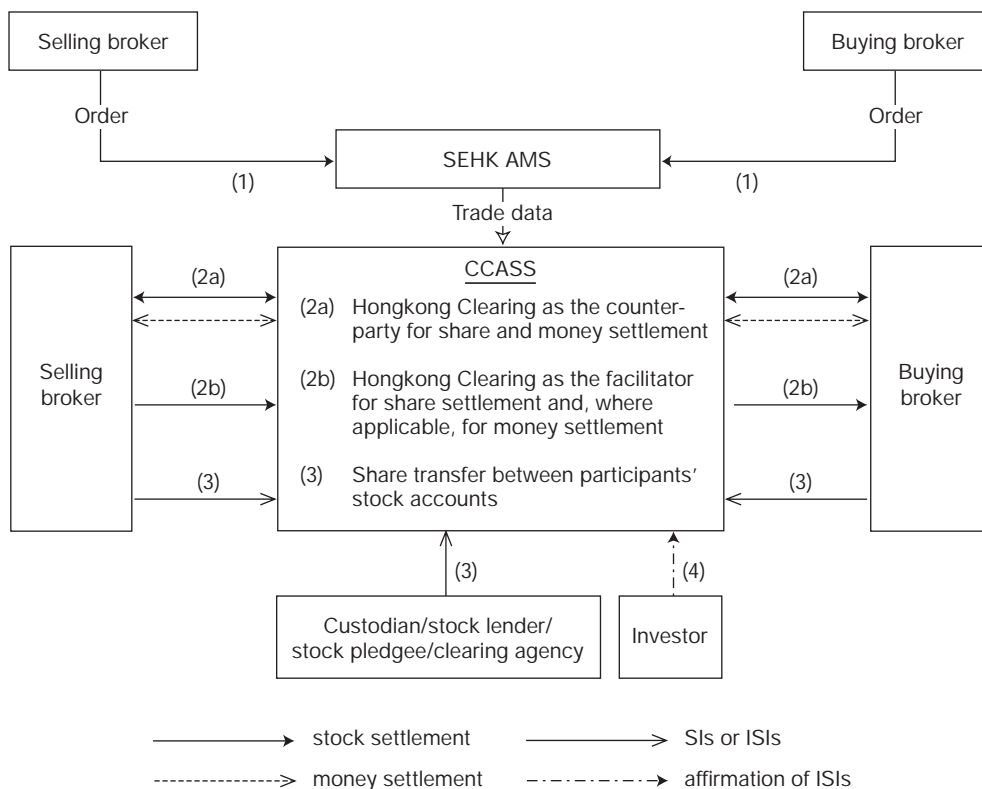 Selling broker
Buying broker
Order
Order
SEHK AMS
(1)
(1)
Trade data
CCASS
(2a)
(2a)
(2a) Hongkong Clearing as the counter-
party for share and money settlement
Selling
broker
Buying
broker
(2b)
(2b)
(2b) Hongkong Clearing as the facilitator
for share settlement and, where
applicable, for money settlement
(3)
(3)
(3) Share transfer between participants’
stock accounts
(3)
(4)
Custodian/stock lender/
stock pledgee/clearing agency
Investor
stock settlement
SIs or ISIs
money settlement
affirmation of ISIs